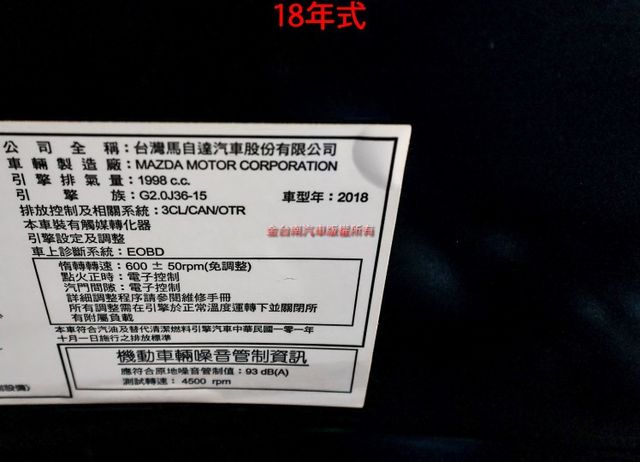 18年式
公司全稱：台灣馬自達汽車股份有限公司
車輛製造廠：MAZDA MOTOR CORPORATION
引擎排氣量：1998 c.c.
引擎族：G2.0J36-15 車型年：2018
排放控制及相關系統：3CL/CAN/OTR
本車裝有觸媒轉化器
金台朔汽車版權所有
引擎設定及調整
車上診斷系統：EOBD
惰轉轉速：600 ± 50rpm(免調整)
點火正時：電子控制
汽門間隙：電子控制
詳細調整程序請參閱維修手冊
所有調整需在引擎於正常溫度運轉下並關閉所
有附屬負載
本車符合汽油及替代清潔燃料引擎汽車中華民國一○一年
十月一日施行之排放標準
機動車輛噪音管制資訊
應符合原地噪音管制值：93 dB(A)
測試轉速： 4500 rpm